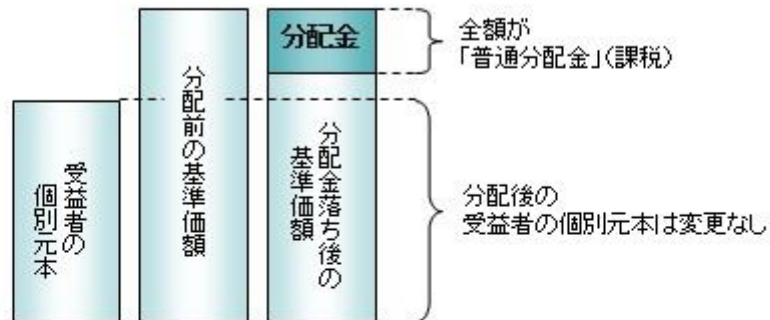 受益者の
個別元本
分配前の基準価額
分配金
分配金落ち後の
基準価額
全額が
「普通分配金」(課税)
分配後の
受益者の個別元本は変更なし